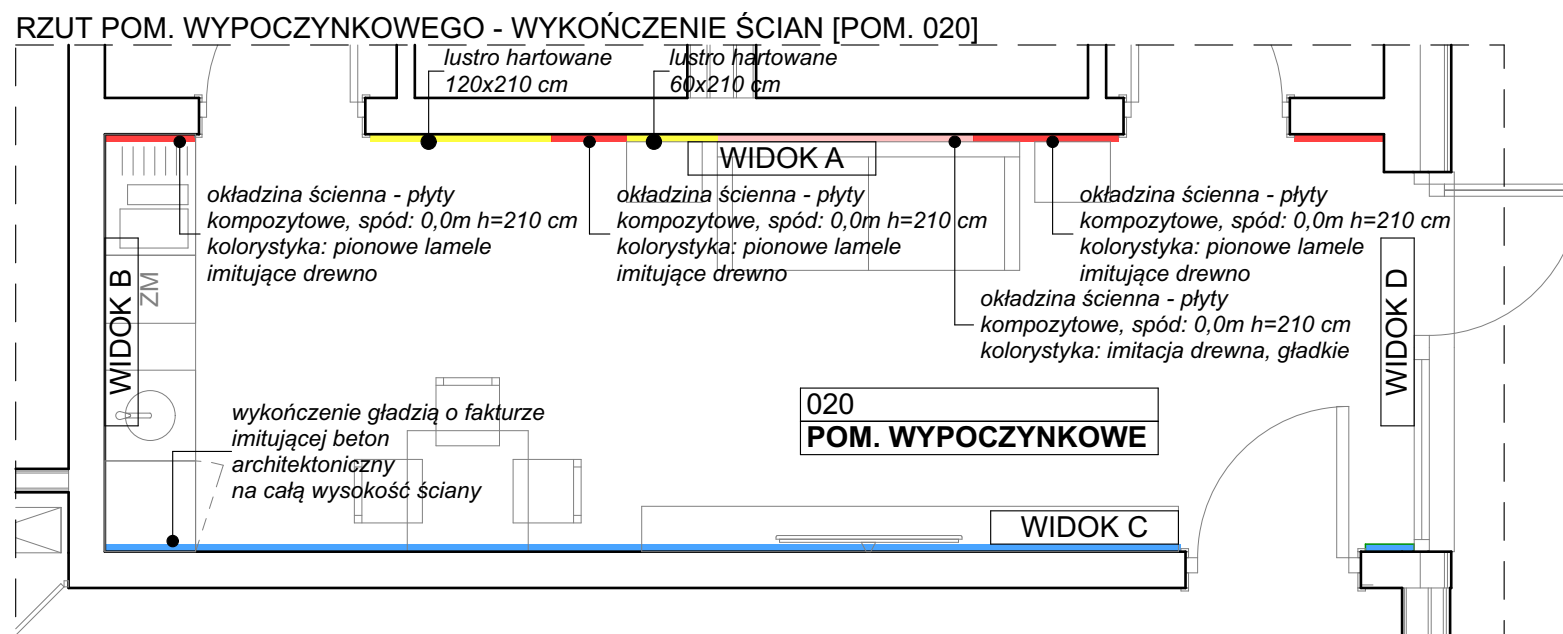 RZUT POM. WYPOCZYNKOWEGO - WYKOŃCZENIE ŚCIAN [POM. 020]
lustro hartowane
120x210 cm
lustro hartowane
60x210 cm
WIDOK A
okładzina ścienna - płyty
kompozytowe, spód: 0,0m h=210 cm
kolorystyka: pionowe lamele
imitujące drewno
okładzina ścienna - płyty
kompozytowe, spód: 0,0m h=210 cm
kolorystyka: pionowe lamele
imitujące drewno
okładzina ścienna - płyty
kompozytowe, spód: 0,0m h=210 cm
kolorystyka: pionowe lamele
imitujące drewno
okładzina ścienna - płyty
kompozytowe, spód: 0,0m h=210 cm
kolorystyka: imitacja drewna, gładkie
WIDOK B
ZM
WIDOK D
020
POM. WYPOCZYNKOWE
wykończenie gładzią o fakturze
imitującej beton
architektoniczny
na całą wysokość ściany
WIDOK C